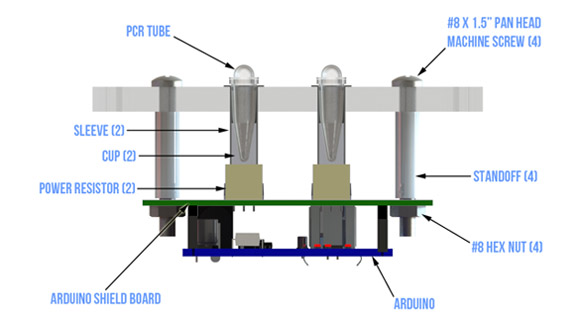 PCR TUBE
#8 X 1.5” PAN HEAD
MACHINE SCREW (4)
SLEEVE (2)
CUP (2)
POWER RESISTOR (2)
STANDOFF (4)
#8 HEX NUT (4)
ARDUINO SHIELD BOARD
ARDUINO